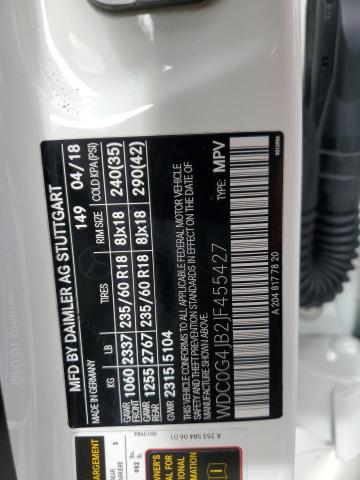 MFD BY DAIMLER AG STUTTGART
MADE IN GERMANY 149 04/18
KG LB TIRES RIM SIZE COLD KPA(PSI)
GAWR 1060 2337 235/60 R18 8Jx18 240(35)
GAWR 1255 2767 235/60 R18 8Jx18 290(42)
GVWR 2315 5104
THIS VEHICLE CONFORMS TO ALL APPLICABLE FEDERAL MOTOR VEHICLE
SAFETY AND THEFT PREVENTION STANDARDS IN EFFECT ON THE DATE OF
MANUFACTURE SHOWN ABOVE.
TYPE: MPV
WDC0G4JB2JF455427
A 204 817 78 20
A 253 584 06 01